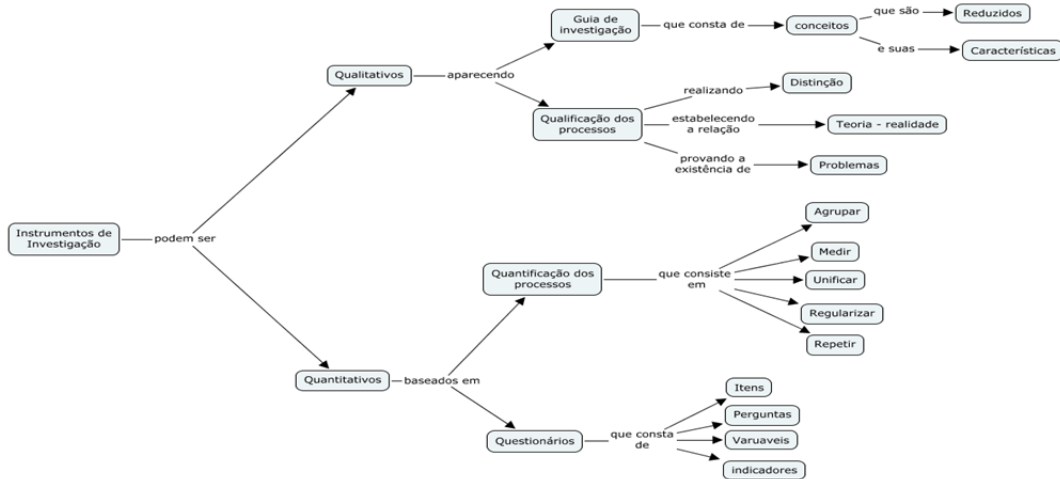 Instrumentos de
Investigação
podem ser
Qualitativos
aparecendo
Guia de
investigação
que consta de
conceitos
que são
Reduzidos
e suas
Características
Qualificação dos
processos
realizando
Distinção
estabelecendo
a relação
Teoria - realidade
provando a
existência de
Problemas
Quantitativos
baseados em
Quantificação dos
processos
que consiste
em
Agrupar
Medir
Unificar
Regularizar
Repetir
Questionários
que consta
de
Itens
Perguntas
Varuaveis
indicadores